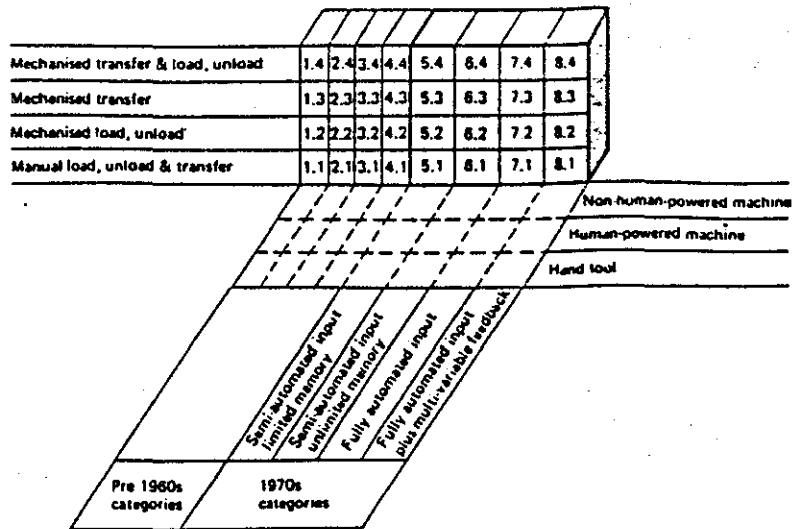 Mechanised transfer & load, unload 1.4 2.4 3.4 4.4 5.4 6.4 7.4 8.4
Mechanised transfer 1.3 2.3 3.3 4.3 5.3 6.3 7.3 8.3
Mechanised load, unload 1.2 2.2 3.2 4.2 5.2 6.2 7.2 8.2
Manual load, unload & transfer 1.1 2.1 3.1 4.1 5.1 6.1 7.1 8.1
Non-human-powered machine
Human-powered machine
Hand tool
Semi-automated input
limited memory
Semi-automated input
unlimited memory
Fully automated input
Fully automated input
plus multi-variable feedback
Pre 1960s
categories
1970s
categories